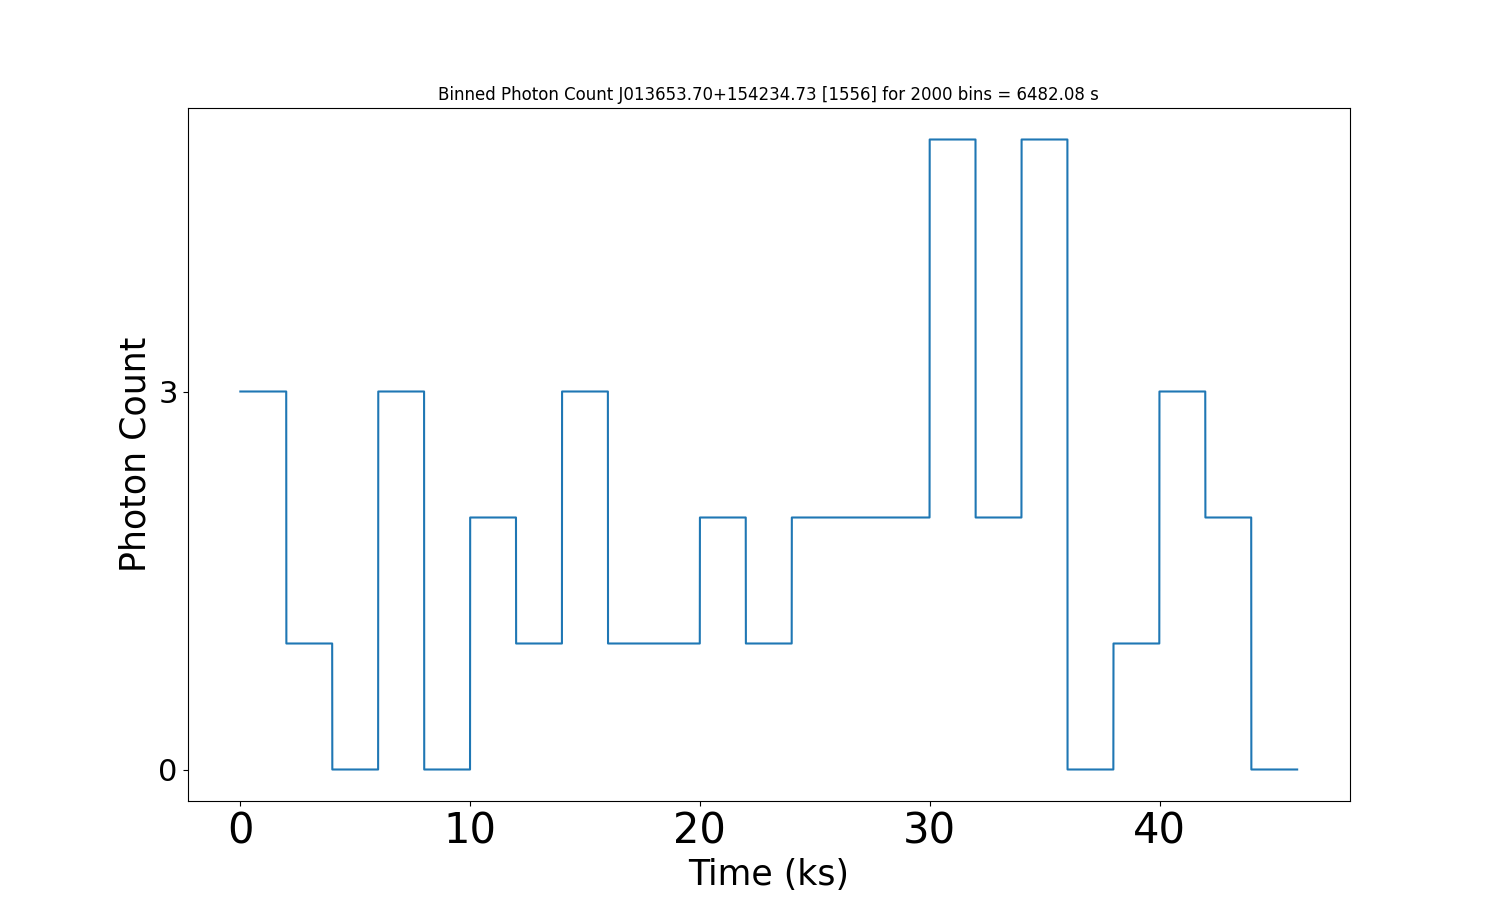 Binned Photon Count J013653.70+154234.73 [1556] for 2000 bins = 6482.08 s
Photon Count
3
0
0 10 20 30 40
Time (ks)